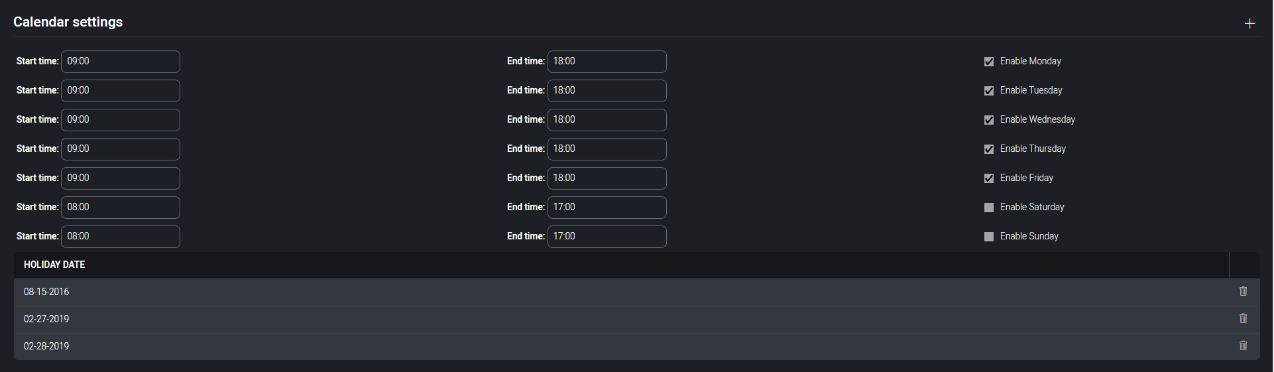 Calendar settings
Start time: 09:00 End time: 18:00 Enable Monday
Start time: 09:00 End time: 18:00 Enable Tuesday
Start time: 09:00 End time: 18:00 Enable Wednesday
Start time: 09:00 End time: 18:00 Enable Thursday
Start time: 09:00 End time: 18:00 Enable Friday
Start time: 08:00 End time: 17:00 Enable Saturday
Start time: 08:00 End time: 17:00 Enable Sunday
HOLIDAY DATE
08-15-2016
02-27-2019
02-28-2019